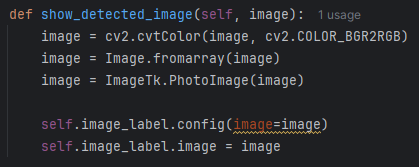 def show_detected_image(self, image):  1 usage
    image = cv2.cvtColor(image, cv2.COLOR_BGR2RGB)
    image = Image.fromarray(image)
    image = ImageTk.PhotoImage(image)

    self.image_label.config(image=image)
    self.image_label.image = image